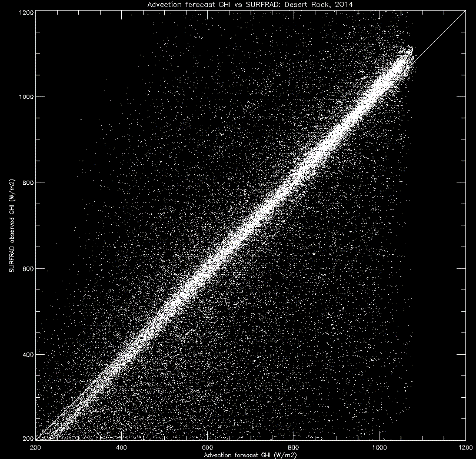 Advection forecast GHI vs SURFRAD: Desert Rock, 2014
1200
1000
800
600
400
200
SURFRAD observed GHI (W/m2)
200 400 600 800 1000 1200
Advection forecast GHI (W/m2)